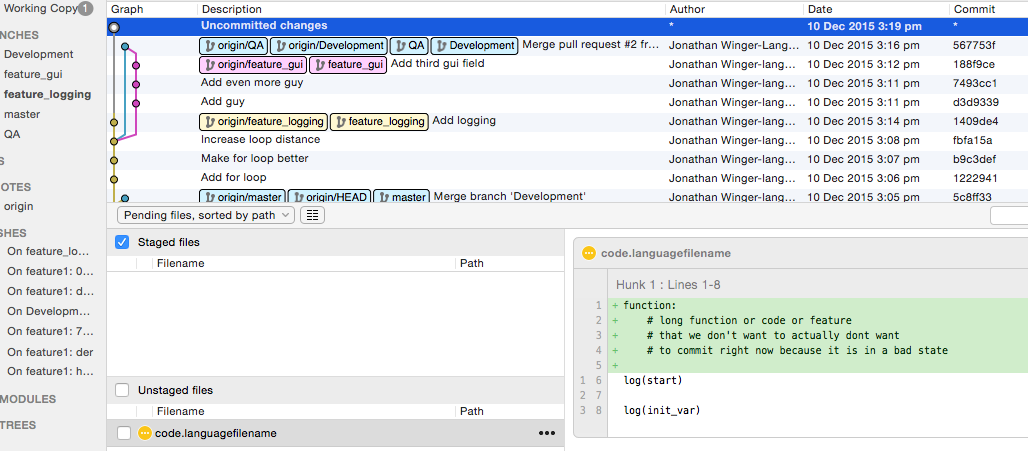 Working Copy 1
Graph Description Author Date Commit
Uncommitted changes * 10 Dec 2015 3:19 pm *
origin/QA origin/Development QA Development Merge pull request #2 fr... Jonathan Winger-Lang... 10 Dec 2015 3:16 pm 567753f
origin/feature_gui feature_gui Add third gui field Jonathan Winger-lang... 10 Dec 2015 3:12 pm 188f9ce
Add even more guy Jonathan Winger-lang... 10 Dec 2015 3:11 pm 7493cc1
Add guy Jonathan Winger-lang... 10 Dec 2015 3:11 pm d3d9339
origin/feature_logging feature_logging Add logging Jonathan Winger-lang... 10 Dec 2015 3:14 pm 1409de4
Increase loop distance Jonathan Winger-lang... 10 Dec 2015 3:08 pm fbfa15a
Make for loop better Jonathan Winger-lang... 10 Dec 2015 3:07 pm b9c3def
Add for loop Jonathan Winger-lang... 10 Dec 2015 3:06 pm 1222941
origin/master origin/HEAD master Merge branch 'Development' Jonathan Winger-lang... 10 Dec 2015 3:05 pm 5c8ff33
NCHES
Development
feature_gui
feature_logging
master
QA
S
OTES
origin
SHES
On feature_lo...
On feature1: 0...
On feature1: d...
On Developm...
On feature1: 7...
On feature1: der
On feature1: h...
MODULES
TREES
Pending files, sorted by path
Staged files
Filename Path
Unstaged files
Filename Path
code.languagefilename •••
code.languagefilename
Hunk 1 : Lines 1-8
1 + function:
2 + # long function or code or feature
3 + # that we don't want to actually dont want
4 + # to commit right now because it is in a bad state
5 +
1 6 log(start)
2 7
3 8 log(init_var)